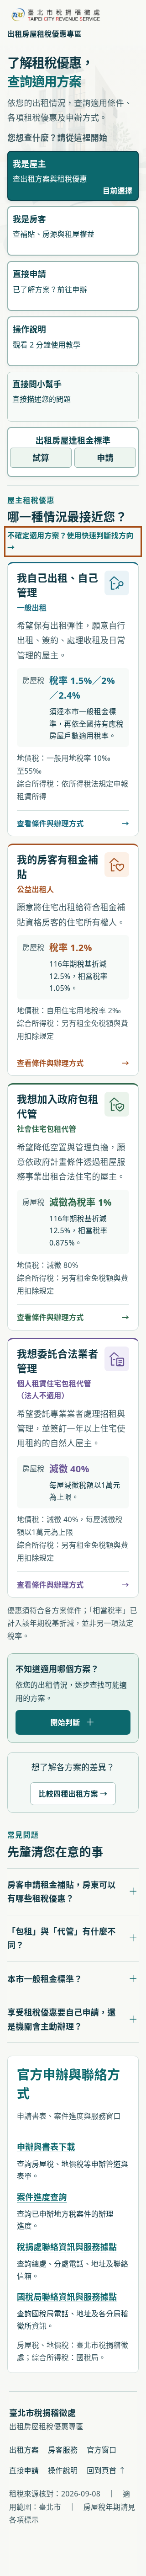 臺北市稅捐稽徵處
TAIPEI CITY REVENUE SERVICE
出租房屋租稅優惠專區
了解租稅優惠，
查詢適用方案
依您的出租情況，查詢適用條件、
各項租稅優惠及申辦方式。
您想查什麼？請從這裡開始
我是屋主
查出租方案與租稅優惠
目前選擇
我是房客
查補貼、房源與租屋權益
直接申請
已了解方案？前往申辦
操作說明
觀看 2 分鐘使用教學
直接問小幫手
直接描述您的問題
出租房屋達租金標準
試算
申請
屋主租稅優惠
哪一種情況最接近您？
不確定適用方案？使用快速判斷找方向
→
我自己出租、自己
管理
一般出租
希望保有出租彈性，願意自行
出租、簽約、處理收租及日常
管理的屋主。
房屋稅
稅率 1.5%／2%
／2.4%
須達本市一般租金標
準，再依全國持有應稅
房屋戶數適用稅率。
地價稅：一般用地稅率 10‰
至55‰
綜合所得稅：依所得稅法規定申報
租賃所得
查看條件與辦理方式 →
我的房客有租金補
貼
公益出租人
願意將住宅出租給符合租金補
貼資格房客的住宅所有權人。
房屋稅
稅率 1.2%
116年期稅基折減
12.5%，相當稅率
1.05%。
地價稅：自用住宅用地稅率 2‰
綜合所得稅：另有租金免稅額與費
用扣除規定
查看條件與辦理方式 →
我想加入政府包租
代管
社會住宅包租代管
希望降低空置與管理負擔，願
意依政府計畫條件透過租屋服
務事業出租合法住宅的屋主。
房屋稅
減徵為稅率 1%
116年期稅基折減
12.5%，相當稅率
0.875%。
地價稅：減徵 80%
綜合所得稅：另有租金免稅額與費
用扣除規定
查看條件與辦理方式 →
我想委託合法業者
管理
個人租賃住宅包租代管
（法人不適用）
希望委託專業業者處理招租與
管理，並簽訂一年以上住宅使
用租約的自然人屋主。
房屋稅
減徵 40%
每屋減徵稅額以1萬元
為上限。
地價稅：減徵 40%，每屋減徵稅
額以1萬元為上限
綜合所得稅：另有租金免稅額與費
用扣除規定
查看條件與辦理方式 →
優惠須符合各方案條件；「相當稅率」已
計入該年期稅基折減，並非另一項法定
稅率。
不知道適用哪個方案？
依您的出租情況，逐步查找可能適
用的方案。
開始判斷 ＋
想了解各方案的差異？
比較四種出租方案 →
常見問題
先釐清您在意的事
房客申請租金補貼，房東可以
有哪些租稅優惠？
「包租」與「代管」有什麼不
同？
本市一般租金標準？
享受租稅優惠要自己申請，還
是機關會主動辦理？
官方申辦與聯絡方
式
申請書表、案件進度與服務窗口
申辦與書表下載
查詢房屋稅、地價稅等申辦管道與
表單。
案件進度查詢
查詢已申辦地方稅案件的辦理
進度。
稅捐處聯絡資訊與服務據點
查詢總處、分處電話、地址及聯絡
信箱。
國稅局聯絡資訊與服務據點
查詢國稅局電話、地址及各分局稽
徵所資訊。
房屋稅、地價稅：臺北市稅捐稽徵
處；綜合所得稅：國稅局。
臺北市稅捐稽徵處
出租房屋租稅優惠專區
出租方案 房客服務 官方窗口
直接申請 操作說明 回到頁首 ↑
租稅來源核對：2026-09-08 ｜ 適
用範圍：臺北市 ｜ 房屋稅年期請見
各項標示